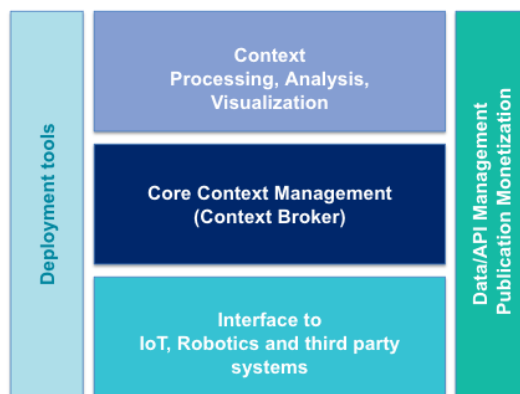 Deployment tools
Context
Processing, Analysis,
Visualization
Core Context Management
(Context Broker)
Interface to
IoT, Robotics and third party
systems
Data/API Management
Publication Monetization